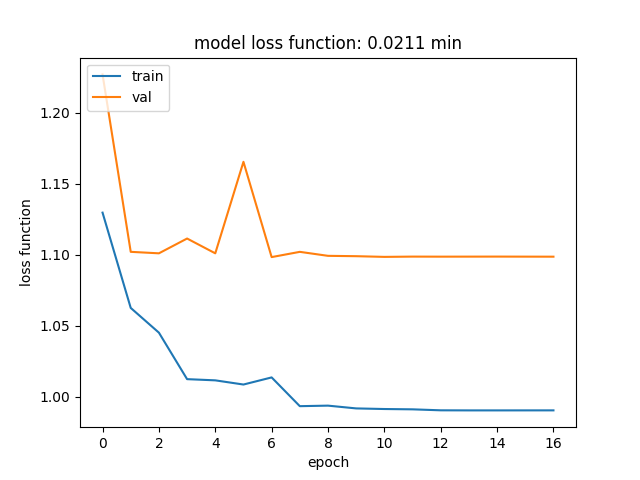 model loss function: 0.0211 min
train
val
loss function
1.20
1.15
1.10
1.05
1.00
0 2 4 6 8 10 12 14 16
epoch